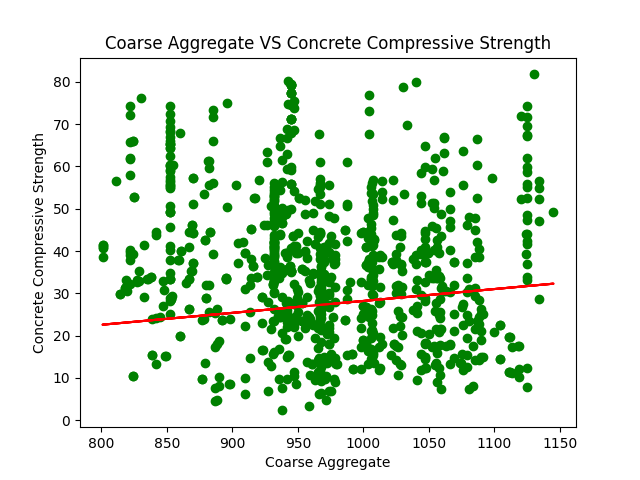 Coarse Aggregate VS Concrete Compressive Strength
Concrete Compressive Strength
80
70
60
50
40
30
20
10
0
800 850 900 950 1000 1050 1100 1150
Coarse Aggregate